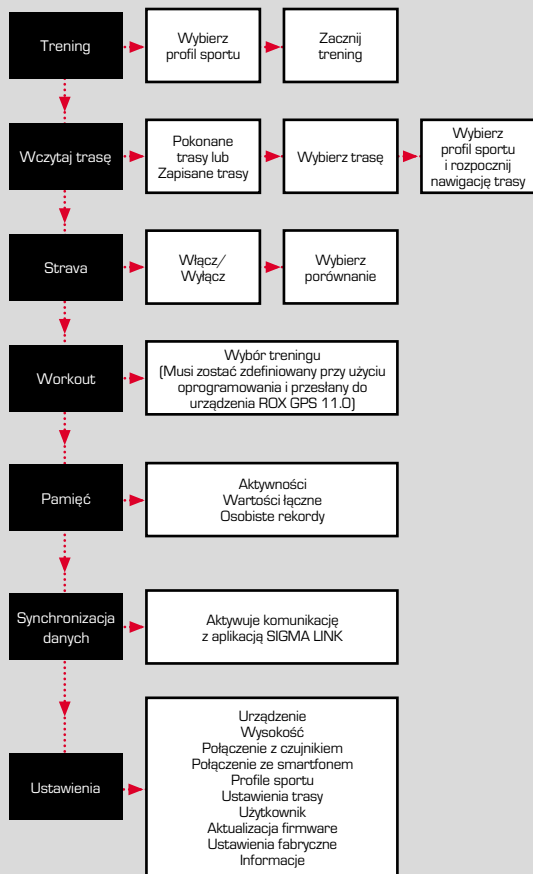 Trening
Wybierz
profil sportu
Zacznij
trening
Wczytaj trasę
Pokonane
trasy lub
Zapisane trasy
Wybierz trasę
Wybierz
profil sportu
i rozpocznij
nawigację trasy
Strava
Włącz/
Wyłącz
Wybierz
porównanie
Workout
Wybór treningu
(Musi zostać zdefiniowany przy użyciu
oprogramowania i przesłany do
urządzenia ROX GPS 11.0)
Pamięć
Aktywności
Wartości łączne
Osobiste rekordy
Synchronizacja
danych
Aktywuje komunikację
z aplikacją SIGMA LINK
Ustawienia
Urządzenie
Wysokość
Połączenie z czujnikiem
Połączenie ze smartfonem
Profile sportu
Ustawienia trasy
Użytkownik
Aktualizacja firmware
Ustawienia fabryczne
Informacje